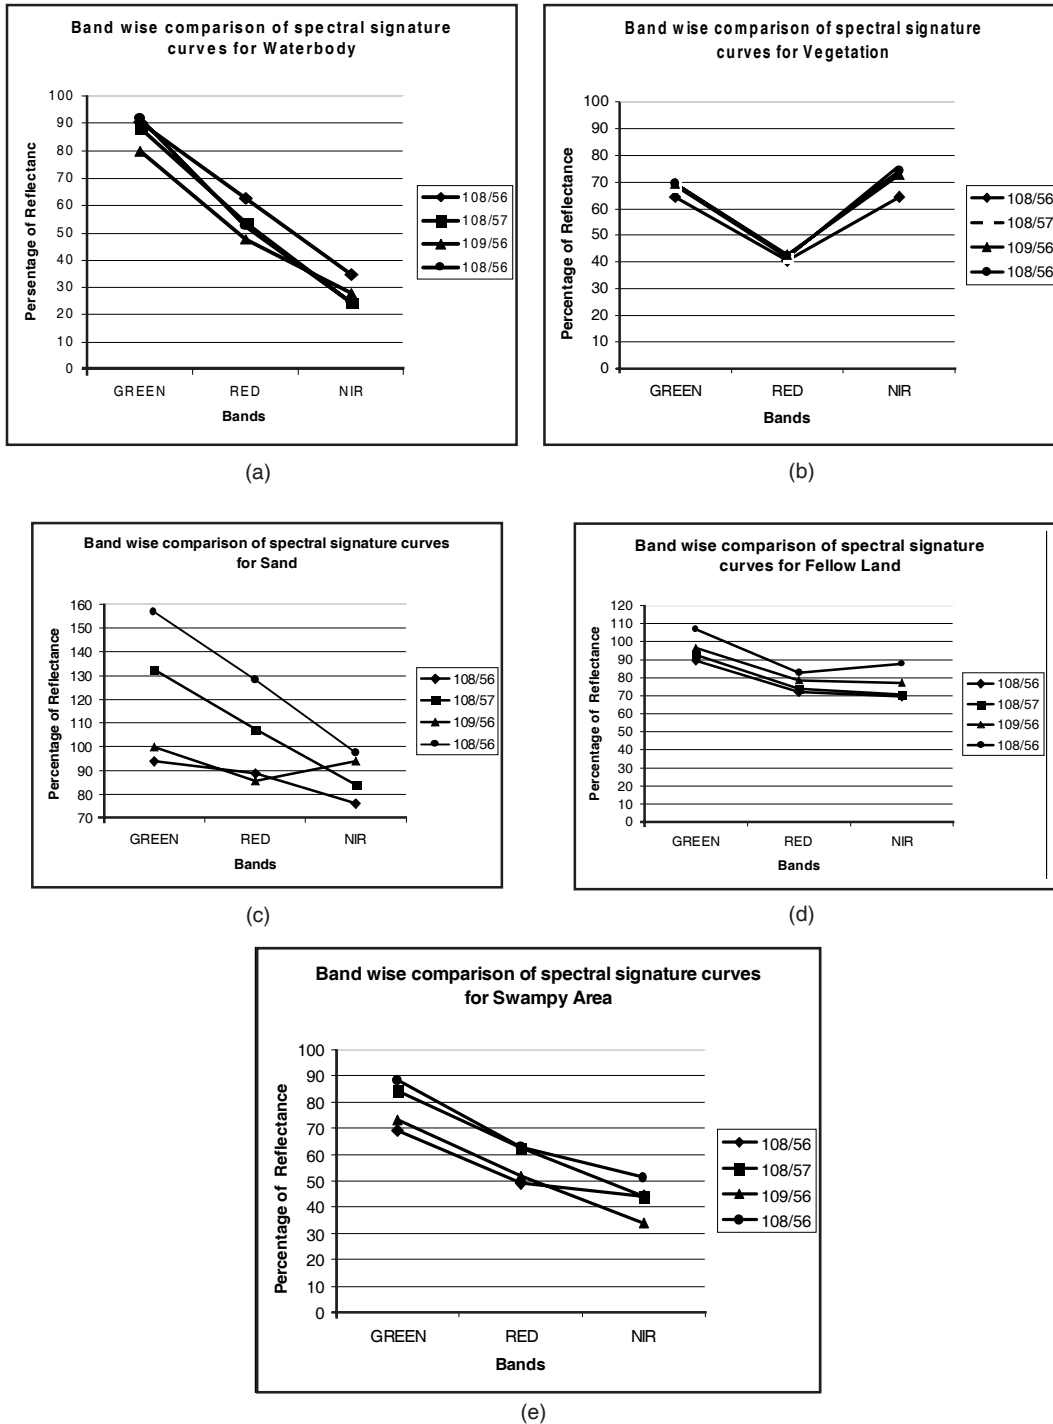 Band wise comparison of spectral signature
curves for Waterbody
Persentage of Reflectanc
100
90
80
70
60
50
40
30
20
10
0
GREEN RED NIR
Bands
108/56
108/57
109/56
108/56
(a)
Band wise comparison of spectral signature
curves for Vegetation
Percentage of Reflectance
100
90
80
70
60
50
40
30
20
10
0
GREEN RED NIR
Bands
108/56
108/57
109/56
108/56
(b)
Band wise comparison of spectral signature curves
for Sand
Percentage of Reflectance
160
150
140
130
120
110
100
90
80
70
GREEN RED NIR
Bands
108/56
108/57
109/56
108/56
(c)
Band wise comparison of spectral signature
curves for Fellow Land
Percentage of Reflectance
120
110
100
90
80
70
60
50
40
30
20
10
0
GREEN RED NIR
Bands
108/56
108/57
109/56
108/56
(d)
Band wise comparison of spectral signature curves
for Swampy Area
Percentage of Reflectance
100
90
80
70
60
50
40
30
20
10
0
GREEN RED NIR
Bands
108/56
108/57
109/56
108/56
(e)